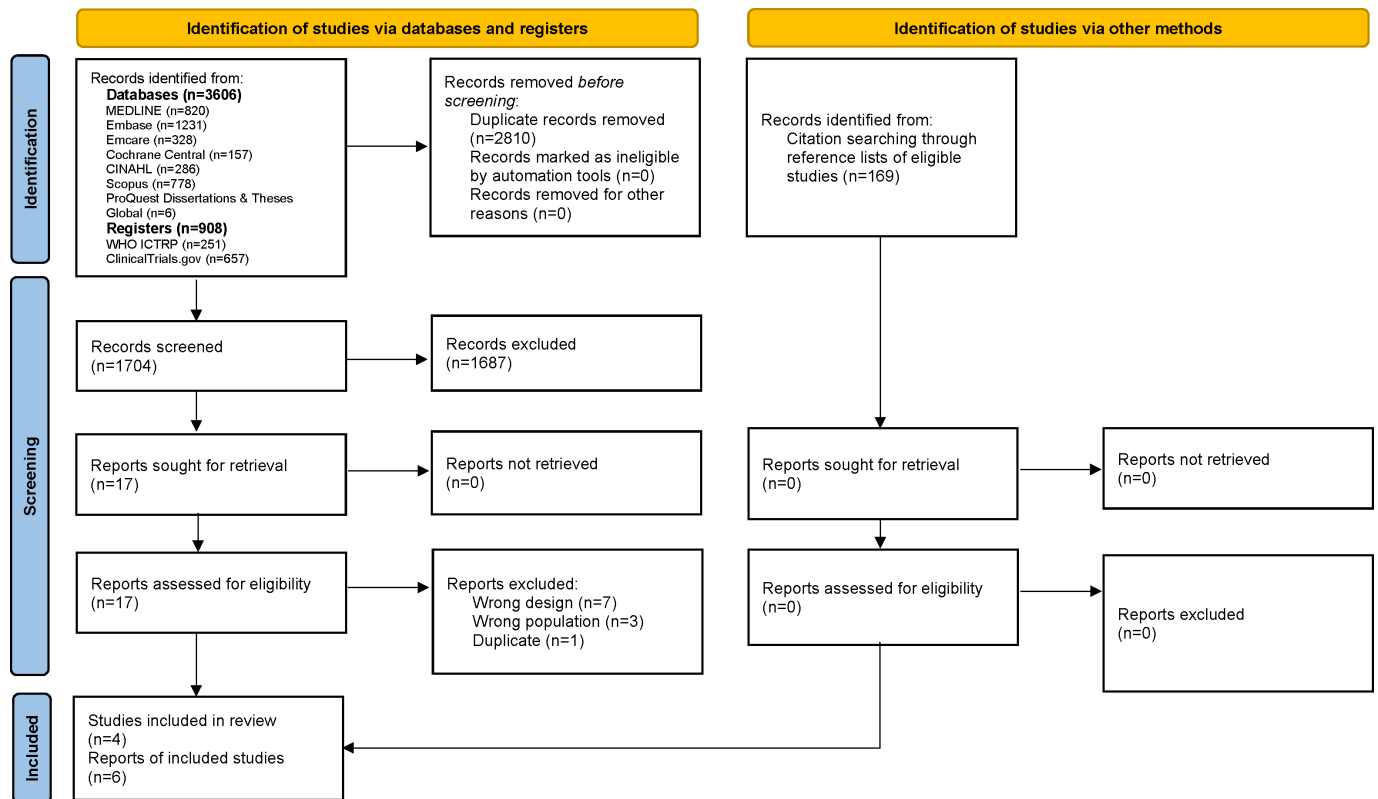 Identification of studies via databases and registers
Identification of studies via other methods
Identification
Records identified from:
Databases (n=3606)
MEDLINE (n=820)
Embase (n=1231)
Emcare (n=328)
Cochrane Central (n=157)
CINAHL (n=286)
Scopus (n=778)
ProQuest Dissertations & Theses
Global (n=6)
Registers (n=908)
WHO ICTRP (n=251)
ClinicalTrials.gov (n=657)
Records removed before
screening:
Duplicate records removed
(n=2810)
Records marked as ineligible
by automation tools (n=0)
Records removed for other
reasons (n=0)
Records identified from:
Citation searching through
reference lists of eligible
studies (n=169)
Screening
Records screened
(n=1704)
Records excluded
(n=1687)
Reports sought for retrieval
(n=17)
Reports not retrieved
(n=0)
Reports sought for retrieval
(n=0)
Reports not retrieved
(n=0)
Reports assessed for eligibility
(n=17)
Reports excluded:
Wrong design (n=7)
Wrong population (n=3)
Duplicate (n=1)
Reports assessed for eligibility
(n=0)
Reports excluded
(n=0)
Included
Studies included in review
(n=4)
Reports of included studies
(n=6)